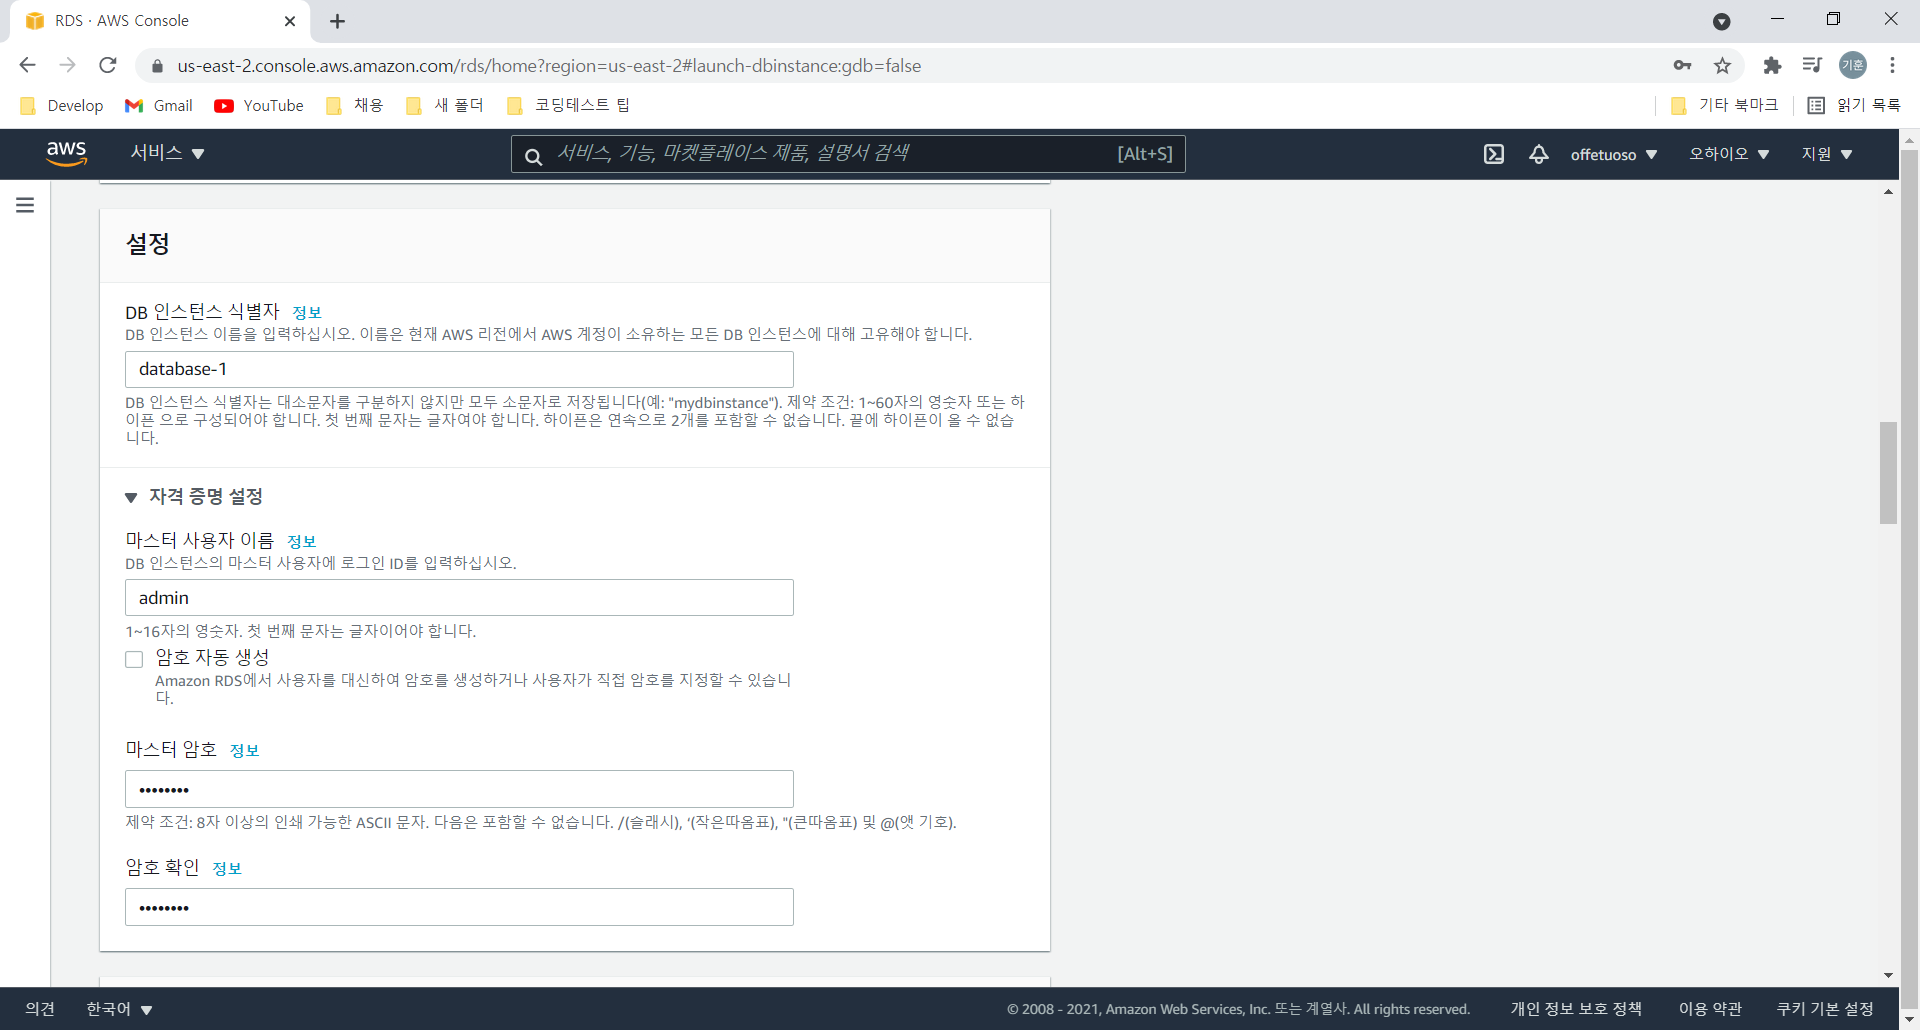 RDS · AWS Console
us-east-2.console.aws.amazon.com/rds/home?region=us-east-2#launch-dbinstance:gdb=false
기훈
Develop Gmail YouTube 채용 새 폴더 코딩테스트 팁 기타 북마크 읽기 목록
aws 서비스 서비스, 기능, 마켓플레이스 제품, 설명서 검색 [Alt+S] offetuoso 오하이오 지원
설정
DB 인스턴스 식별자 정보
DB 인스턴스 이름을 입력하십시오. 이름은 현재 AWS 리전에서 AWS 계정이 소유하는 모든 DB 인스턴스에 대해 고유해야 합니다.
database-1
DB 인스턴스 식별자는 대소문자를 구분하지 않지만 모두 소문자로 저장됩니다(예: "mydbinstance"). 제약 조건: 1~60자의 영숫자 또는 하
이픈 으로 구성되어야 합니다. 첫 번째 문자는 글자여야 합니다. 하이픈은 연속으로 2개를 포함할 수 없습니다. 끝에 하이픈이 올 수 없습
니다.
자격 증명 설정
마스터 사용자 이름 정보
DB 인스턴스의 마스터 사용자에 로그인 ID를 입력하십시오.
admin
1~16자의 영숫자. 첫 번째 문자는 글자이어야 합니다.
암호 자동 생성
Amazon RDS에서 사용자를 대신하여 암호를 생성하거나 사용자가 직접 암호를 지정할 수 있습니
다.
마스터 암호 정보
••••••••
제약 조건: 8자 이상의 인쇄 가능한 ASCII 문자. 다음은 포함할 수 없습니다. /(슬래시), '(작은따옴표), "(큰따옴표) 및 @(앳 기호).
암호 확인 정보
••••••••
의견 한국어 © 2008 - 2021, Amazon Web Services, Inc. 또는 계열사. All rights reserved. 개인 정보 보호 정책 이용 약관 쿠키 기본 설정